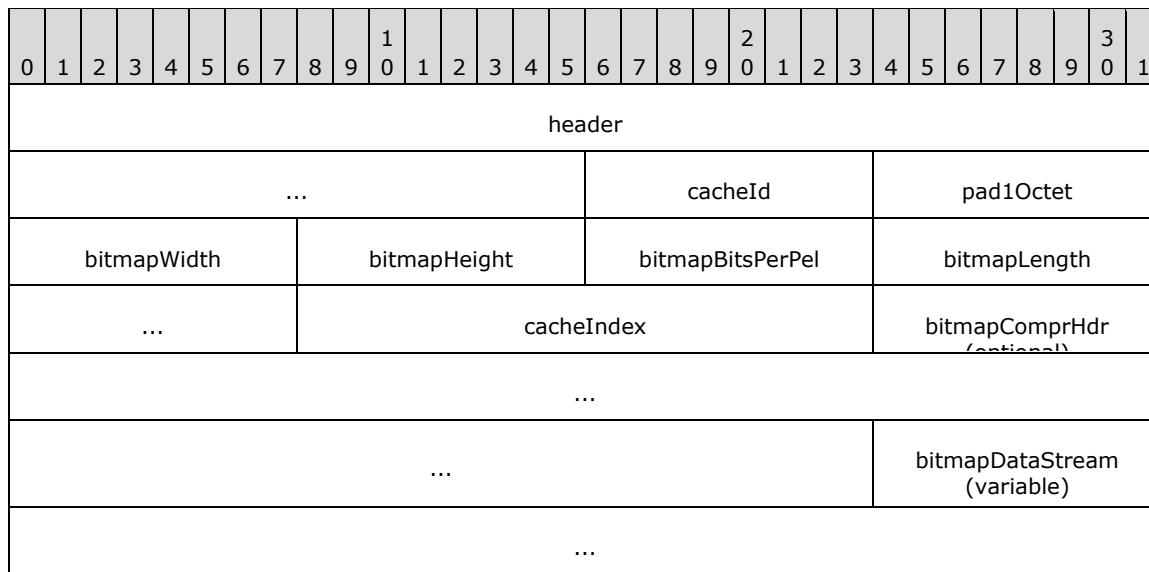 0 1 2 3 4 5 6 7 8 9 1 0 1 2 3 4 5 6 7 8 9 2 0 1 2 3 4 5 6 7 8 9 3 0 1
header
... cacheId pad1Octet
bitmapWidth bitmapHeight bitmapBitsPerPel bitmapLength
... cacheIndex bitmapComprHdr
(optional)
...
... bitmapDataStream
(variable)
...